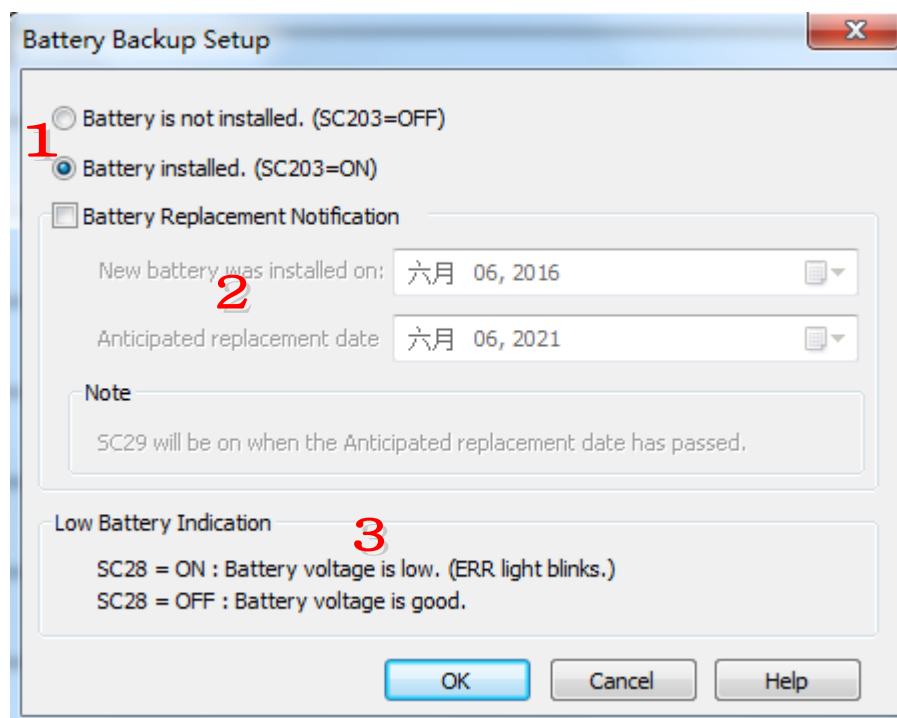 Battery Backup Setup
Battery is not installed. (SC203=OFF)
1
Battery installed. (SC203=ON)
Battery Replacement Notification
New battery was installed on: 六月 06, 2016
2
Anticipated replacement date 六月 06, 2021
Note
SC29 will be on when the Anticipated replacement date has passed.
Low Battery Indication
3
SC28 = ON : Battery voltage is low. (ERR light blinks.)
SC28 = OFF : Battery voltage is good.
OK Cancel Help